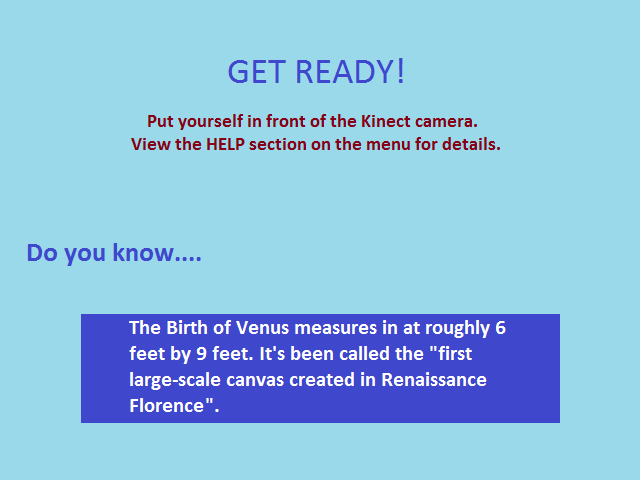 GET READY!
Put yourself in front of the Kinect camera.
View the HELP section on the menu for details.
Do you know....
The Birth of Venus measures in at roughly 6
feet by 9 feet. It's been called the "first
large-scale canvas created in Renaissance
Florence".